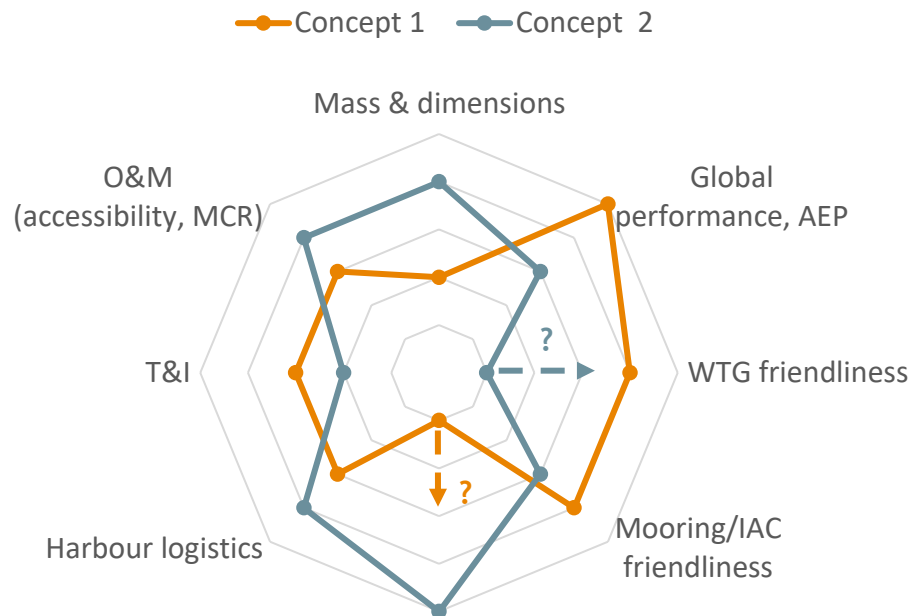 Concept 1
Concept  2
Mass & dimensions
O&M
(accessibility, MCR)
Global
performance, AEP
?
T&I
WTG friendliness
?
Harbour logistics
Mooring/IAC
friendliness